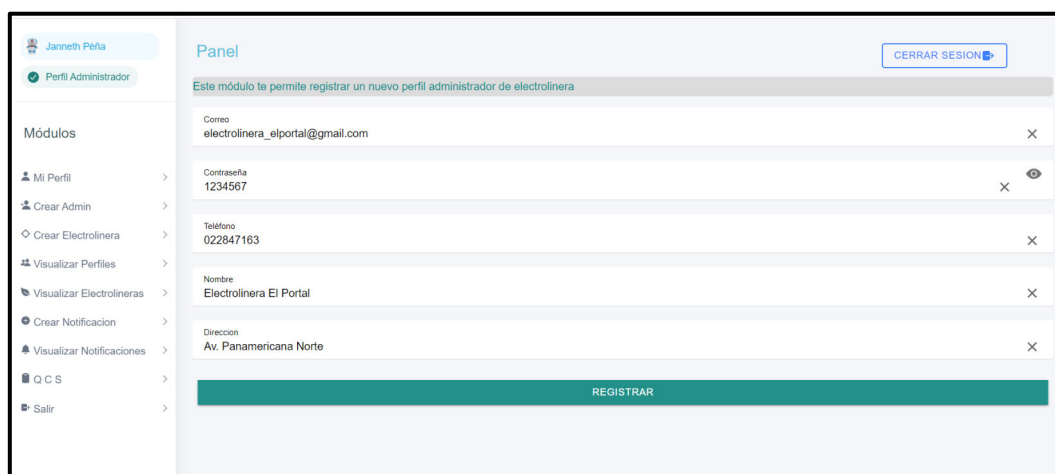 Janneth Péña
Perfil Administrador
Módulos
Mi Perfil
Crear Admin
Crear Electrolinera
Visualizar Perfiles
Visualizar Electrolineras
Crear Notificacion
Visualizar Notificaciones
Q C S
Salir
Panel
CERRAR SESION
Este módulo te permite registrar un nuevo perfil administrador de electrolinera
Correo
electrolinera_elportal@gmail.com
Contraseña
1234567
Teléfono
022847163
Nombre
Electrolinera El Portal
Direccion
Av. Panamericana Norte
REGISTRAR